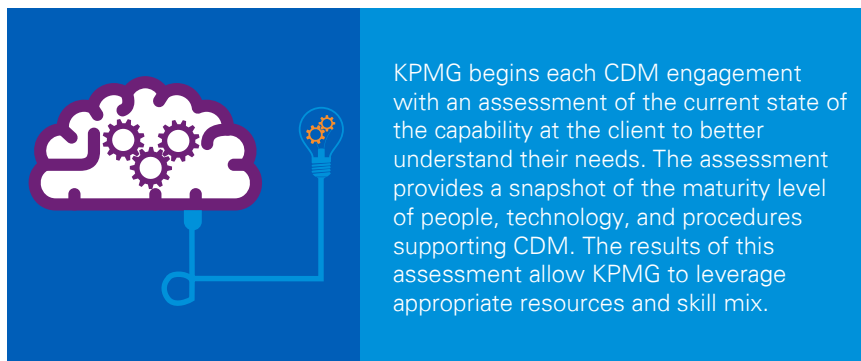 KPMG begins each CDM engagement
with an assessment of the current state of
the capability at the client to better
understand their needs. The assessment
provides a snapshot of the maturity level
of people, technology, and procedures
supporting CDM. The results of this
assessment allow KPMG to leverage
appropriate resources and skill mix.